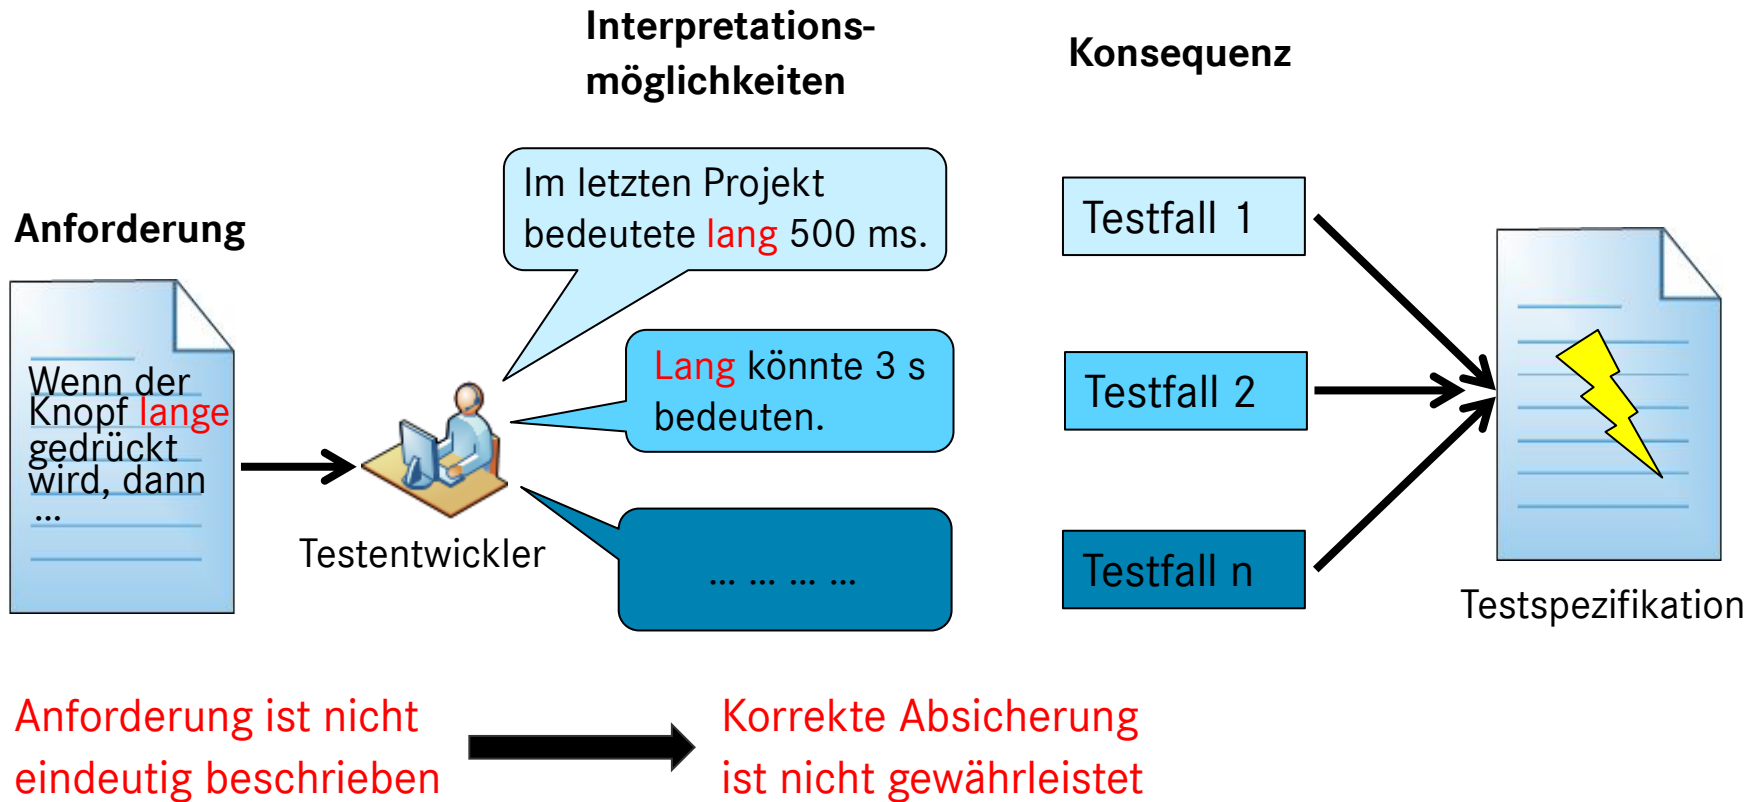 Interpretations-
möglichkeiten
Konsequenz
Anforderung
Wenn der
Knopf lange
gedrückt
wird, dann
...
Testentwickler
Im letzten Projekt
bedeutete lang 500 ms.
Lang könnte 3 s
bedeuten.
... ... ... ...
Testfall 1
Testfall 2
Testfall n
Testspezifikation
Anforderung ist nicht
eindeutig beschrieben
Korrekte Absicherung
ist nicht gewährleistet